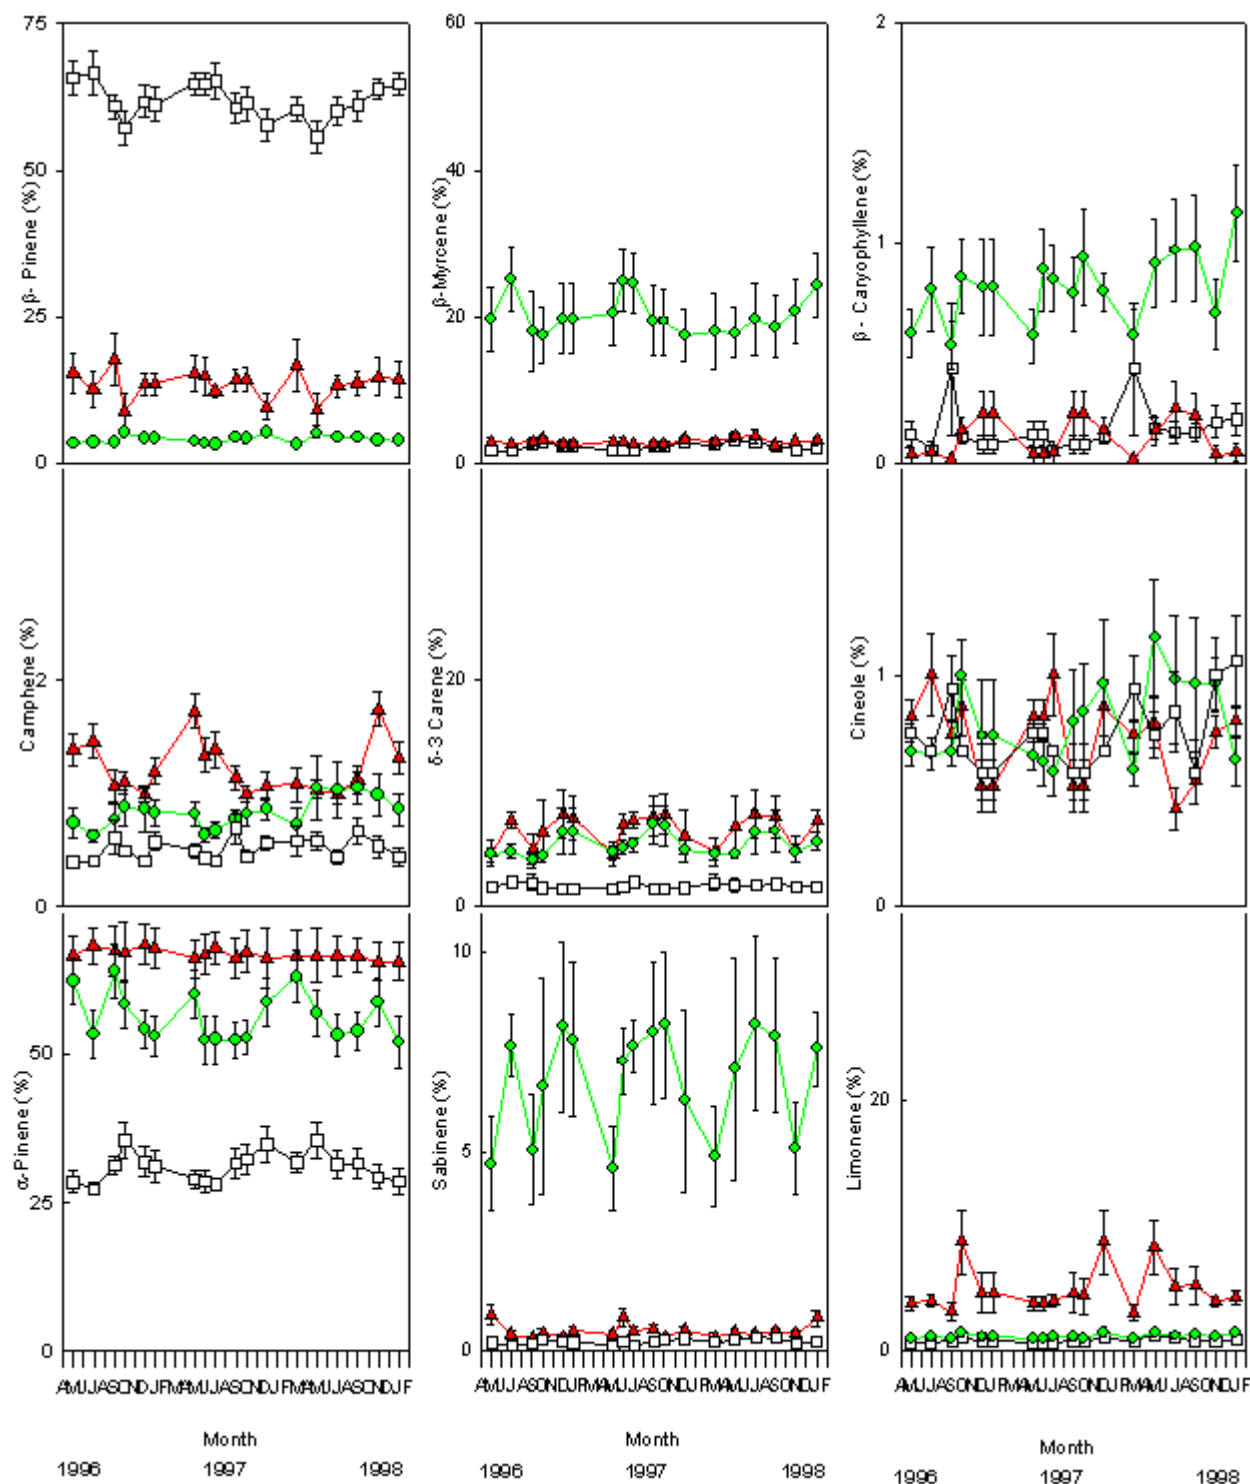 75
50
25
0
β- Pinene (%)
60
40
20
0
β-Myrcene (%)
2
1
0
β - Caryophyllene (%)
2
0
Camphene (%)
20
0
δ-3 Carene (%)
1
0
Cineole (%)
50
25
0
α-Pinene (%)
10
5
0
Sabinene (%)
20
0
Limonene (%)
Month
1996 1997 1998
Month
1996 1997 1998
Month
1996 1997 1998